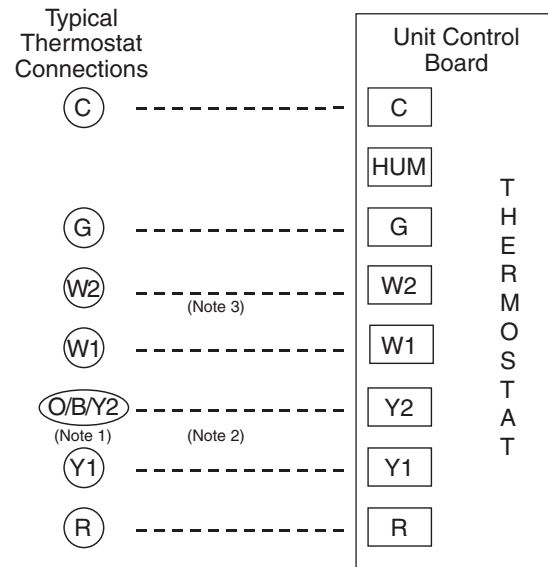 Typical
Thermostat
Connections
Unit Control
Board
C
C
HUM
G
G
W2
(Note 3)
W2
W1
W1
O/B/Y2
(Note 1)
(Note 2)
Y2
Y1
Y1
R
R
THERMOSTAT